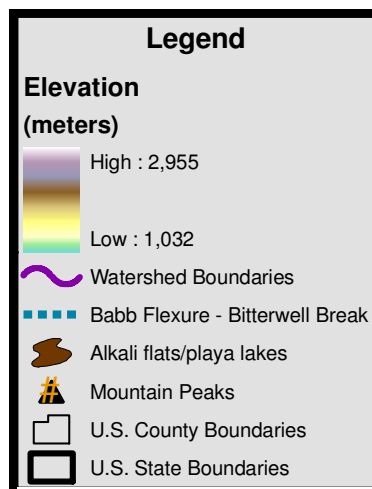 Legend
Elevation
(meters)
High : 2,955
Low : 1,032
Watershed Boundaries
Babb Flexure - Bitterwell Break
Alkali flats/playa lakes
Mountain Peaks
U.S. County Boundaries
U.S. State Boundaries